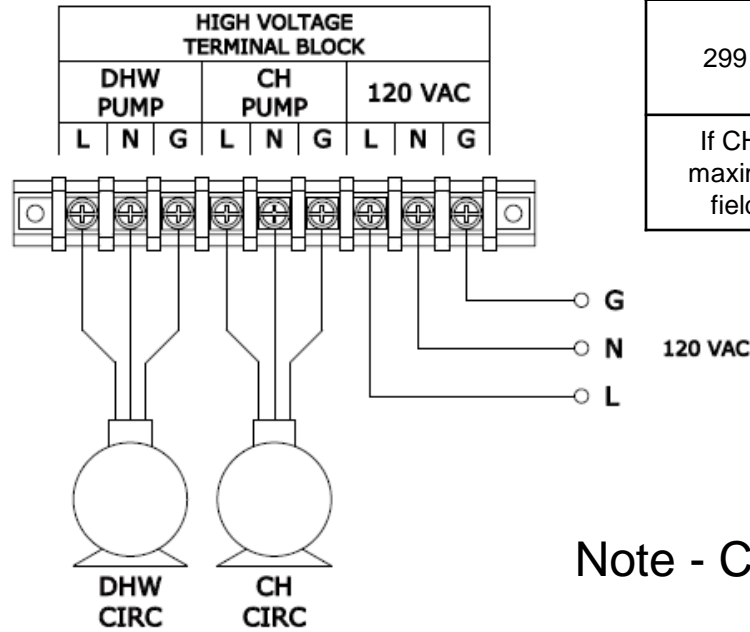 HIGH VOLTAGE
TERMINAL BLOCK
DHW
PUMP
CH
PUMP
120 VAC
L N G L N G L N G
G
N 120 VAC
L
DHW
CIRC
CH
CIRC
299
If CH
maxim
field
Note - C